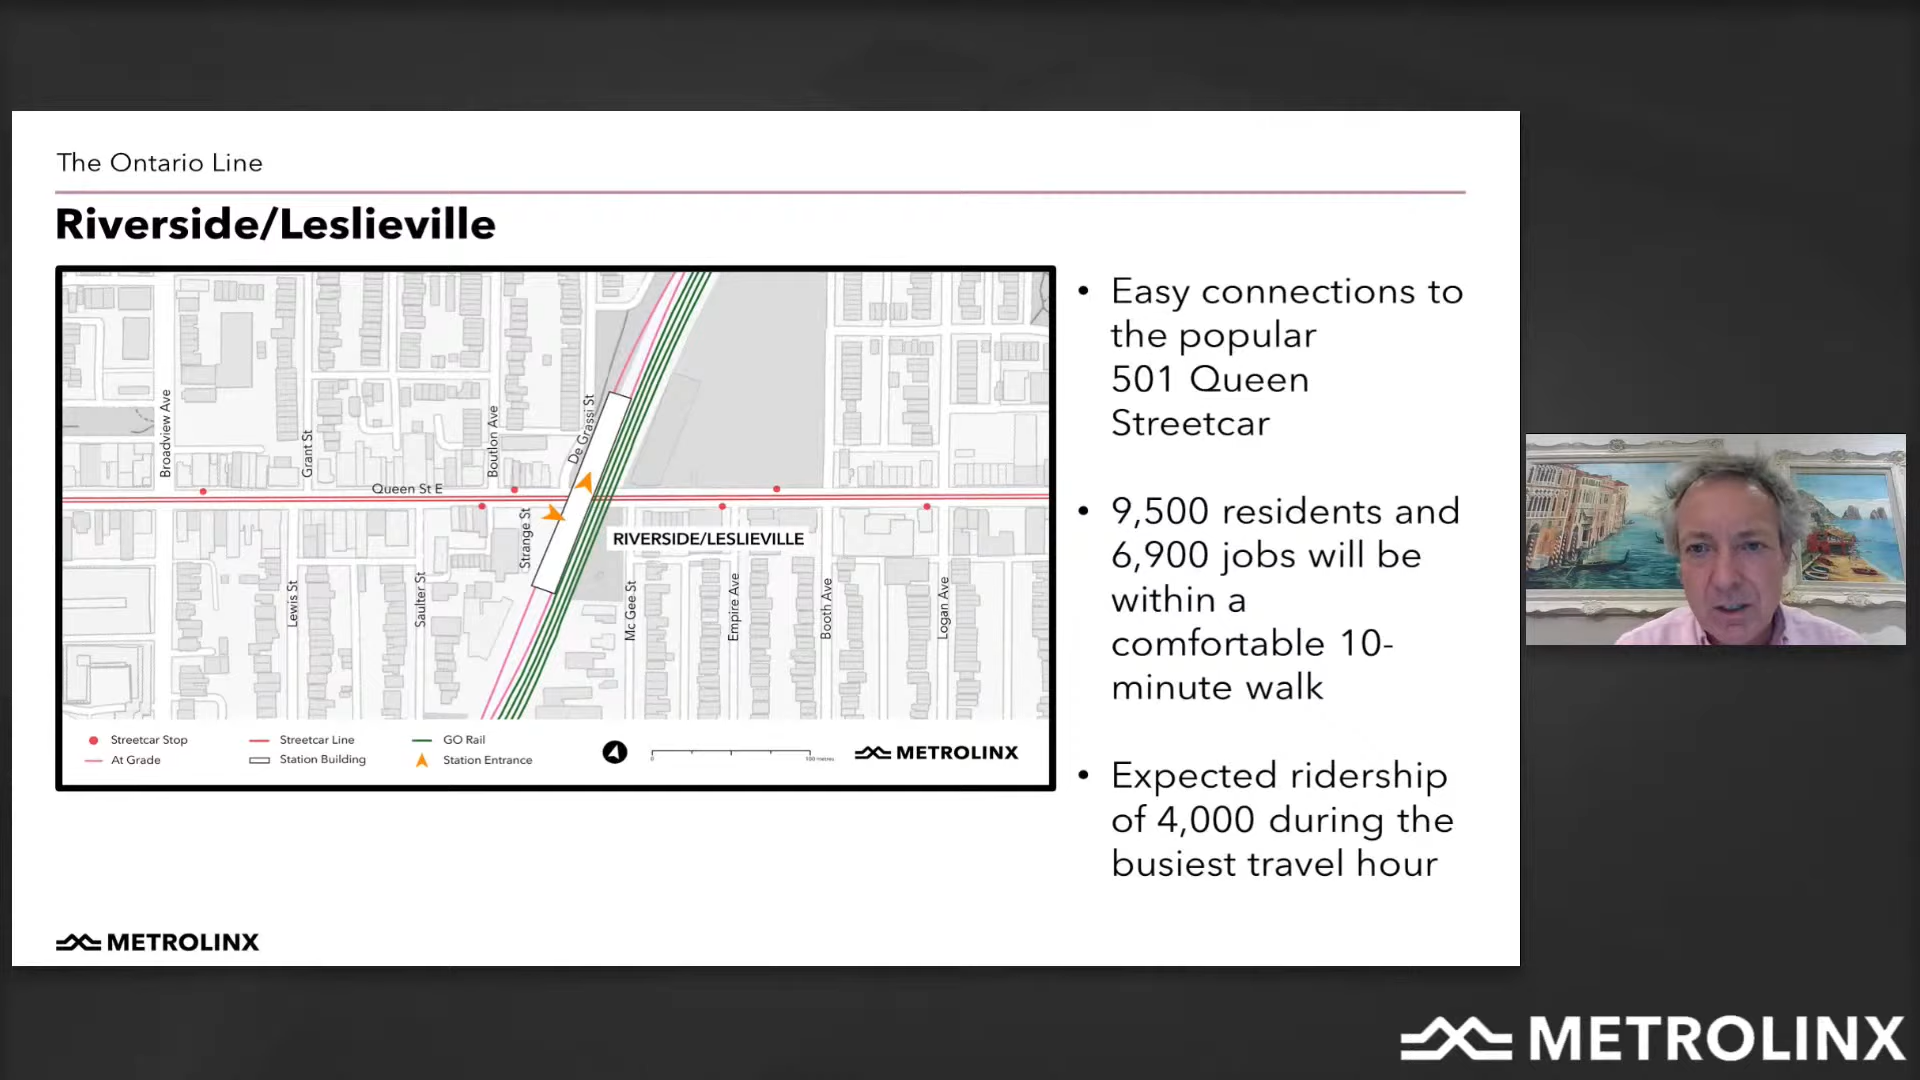 The Ontario Line
Riverside/Leslieville
Broadview Ave
Grant St
Boutlon Ave
De Grassi St
Queen St E
Strange St
RIVERSIDE/LESLIEVILLE
Lewis St
Saulter St
Mc Gee St
Empire Ave
Booth Ave
Logan Ave
Streetcar Stop
Streetcar Line
GO Rail
At Grade
Station Building
Station Entrance
0
100 metres
METROLINX
• Easy connections to
the popular
501 Queen
Streetcar
• 9,500 residents and
6,900 jobs will be
within a
comfortable 10-
minute walk
• Expected ridership
of 4,000 during the
busiest travel hour
METROLINX
METROLINX